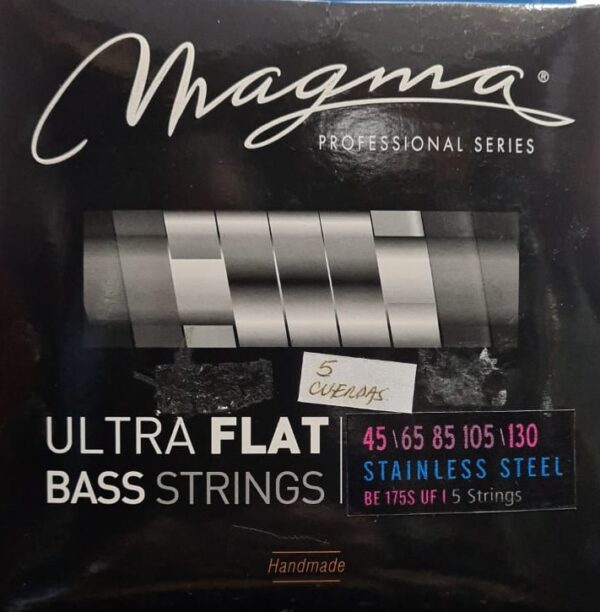 Magma®
PROFESSIONAL SERIES
5
CUERDAS
ULTRA FLAT
BASS STRINGS
45\65 85 105\130
STAINLESS STEEL
BE 175S UF | 5 Strings
Handmade